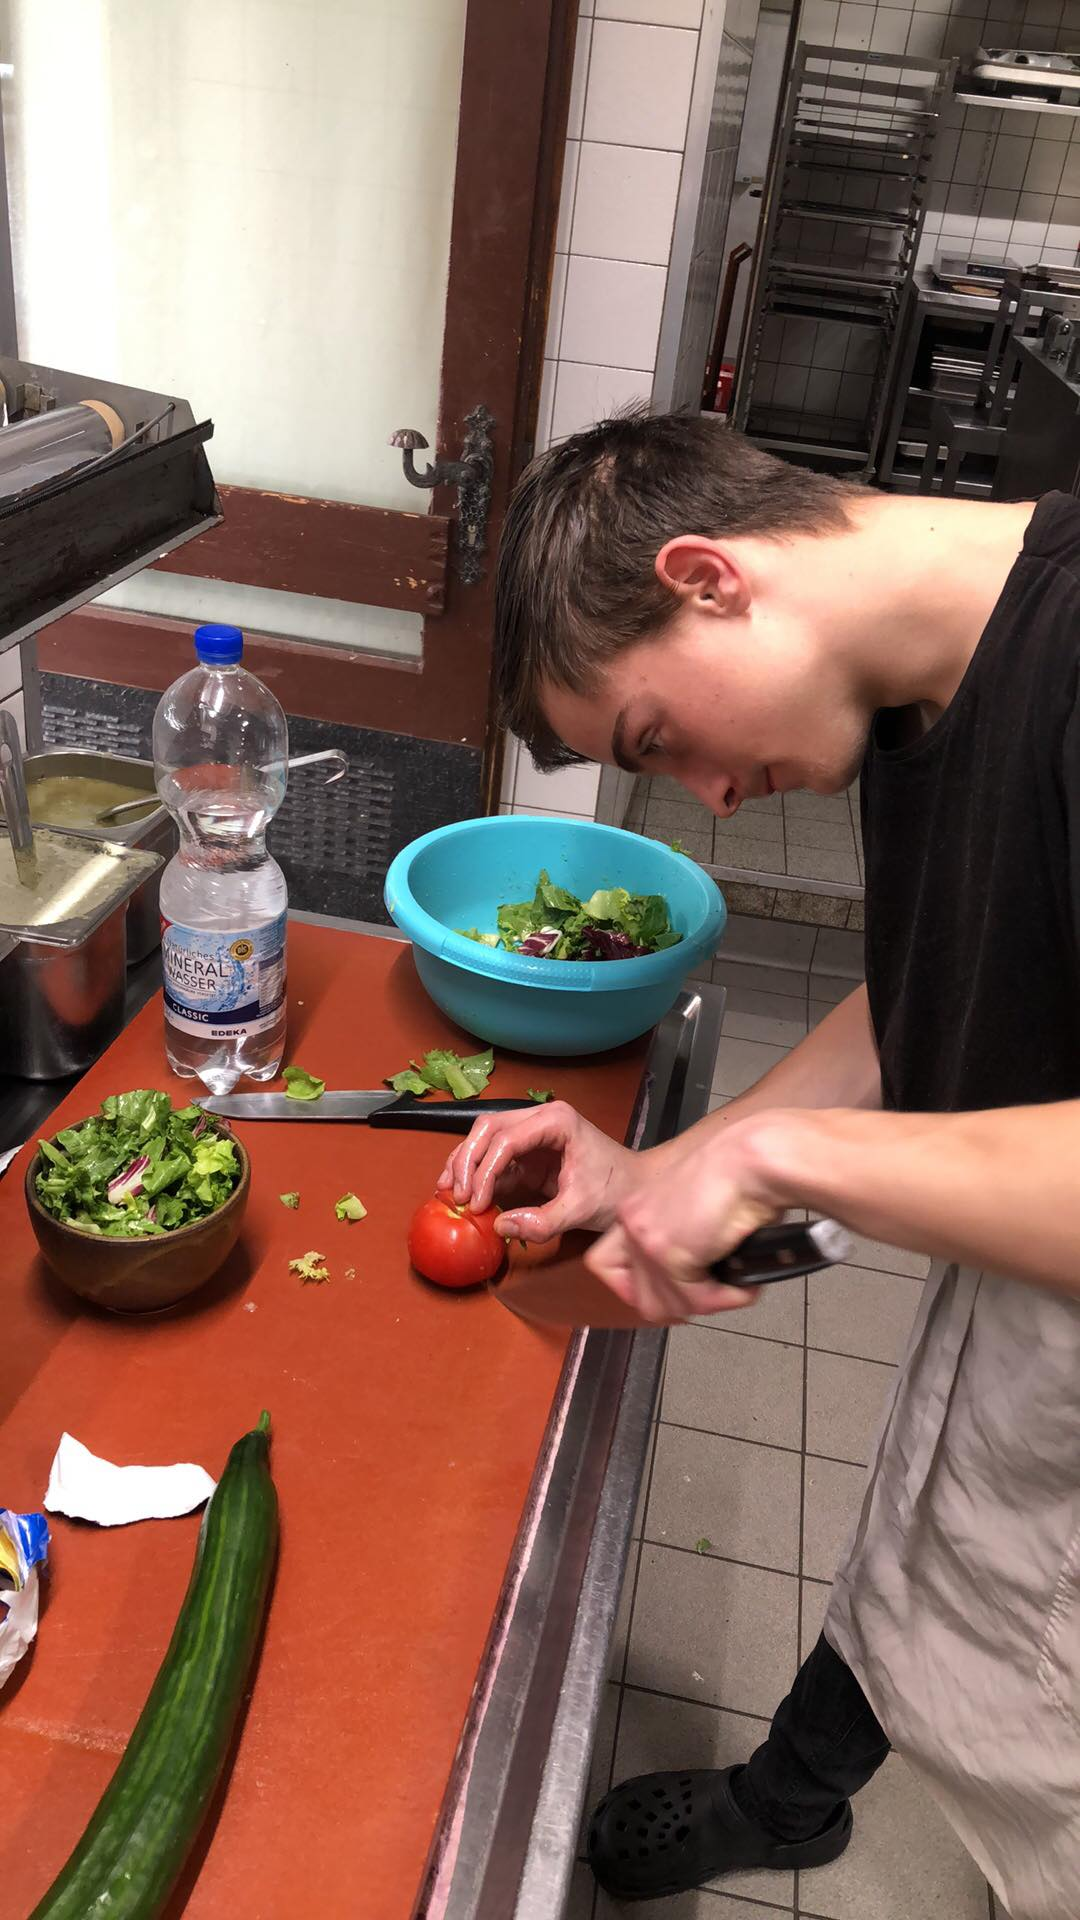 Natürliches
MINERAL
WASSER
CLASSIC
EDEKA